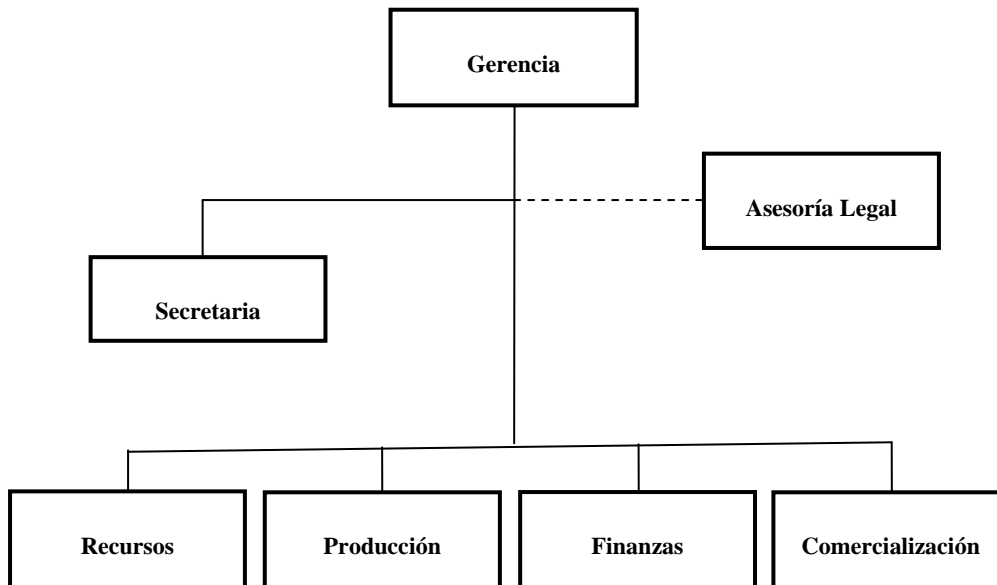 Gerencia
Asesoría Legal
Secretaria
Recursos
Producción
Finanzas
Comercialización